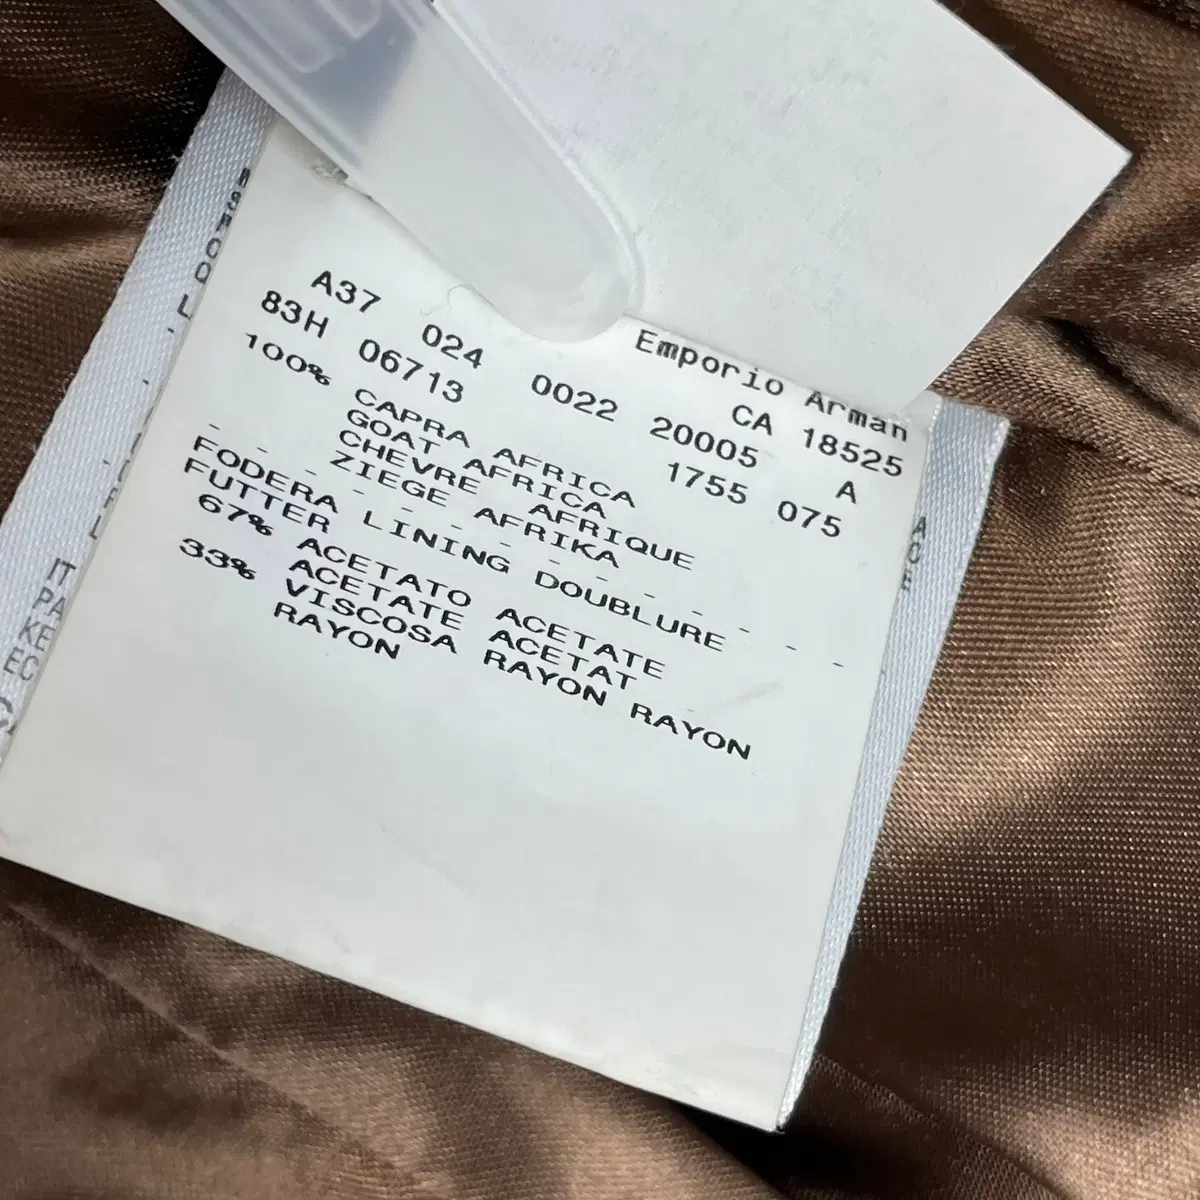 Emporio Arman
CA 18525
A37 024 0022 20005 A
83H 06713 1755 075
100% CAPRA AFRICA
GOAT AFRICA
CHEVRE AFRIQUE
ZIEGE AFRIKA
- - - - - - - - - - - - -
FODERA LINING DOUBLURE
FUTTER
67% ACETATO ACETATE
ACETATE ACETAT
33% VISCOSA RAYON RAYON
RAYON